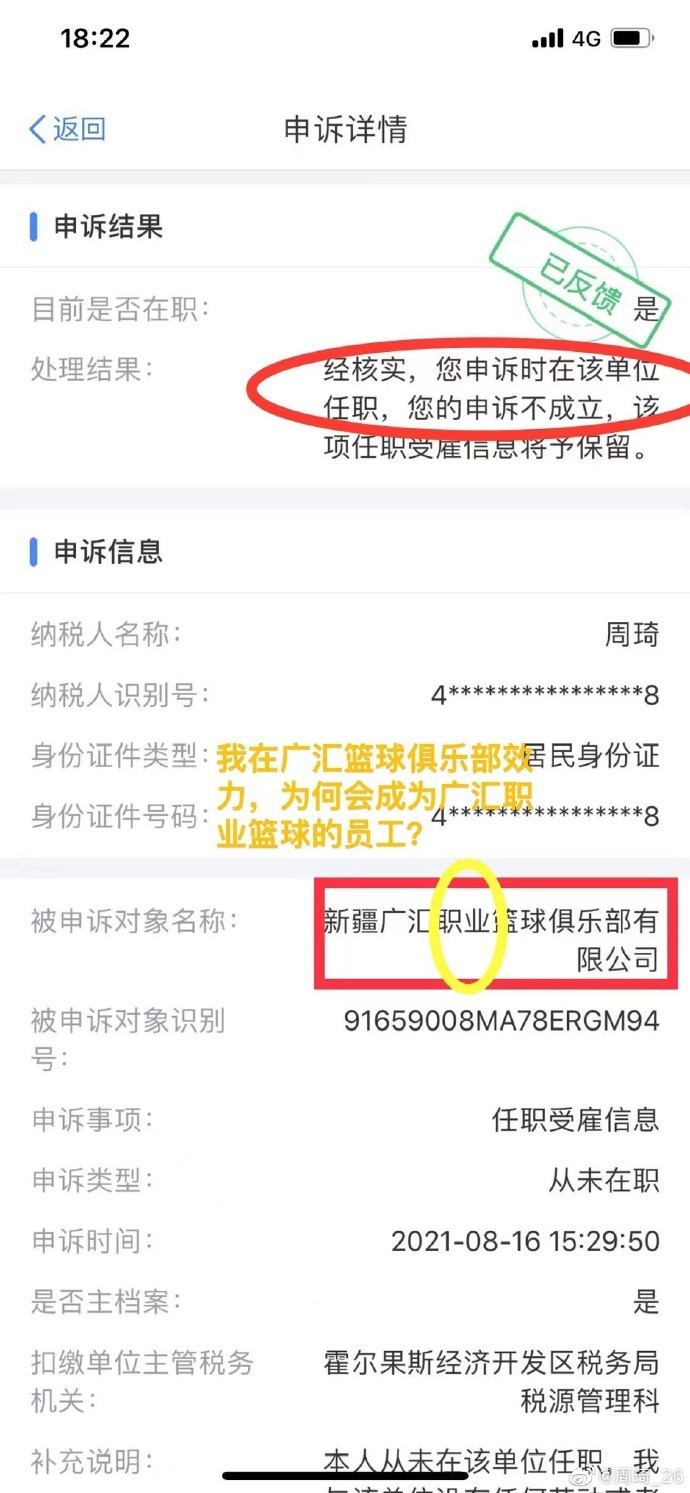 18:22
4G
返回
申诉详情
申诉结果
已反馈
目前是否在职：
是
处理结果：
经核实，您申诉时在该单位
任职，您的申诉不成立，该
项任职受雇信息将予保留。
申诉信息
纳税人名称：
周琦
纳税人识别号：
4****************8
身份证件类型：
居民身份证
我在广汇篮球俱乐部效
力，为何会成为广汇职
业篮球的员工？
身份证件号码：
4****************8
被申诉对象名称：
新疆广汇职业篮球俱乐部有
限公司
被申诉对象识别
号：
91659008MA78ERGM94
申诉事项：
任职受雇信息
申诉类型：
从未在职
申诉时间：
2021-08-16 15:29:50
是否主档案：
是
扣缴单位主管税务
机关：
霍尔果斯经济开发区税务局
税源管理科
补充说明：
本人从未在该单位任职，我
@周琦_26